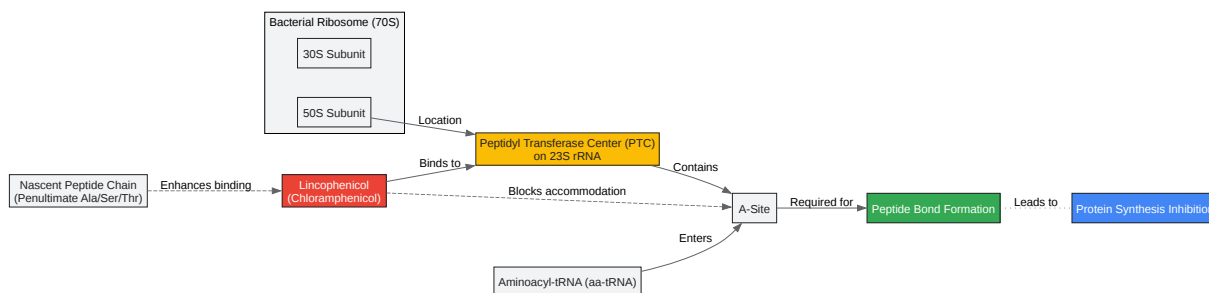 Bacterial Ribosome (70S)
30S Subunit
50S Subunit
Location
Peptidyl Transferase Center (PTC)
on 23S rRNA
Binds to
Contains
Nascent Peptide Chain
(Penultimate Ala/Ser/Thr)
Enhances binding
Lincophenicol
(Chloramphenicol)
Blocks accommodation
A-Site
Required for
Peptide Bond Formation
Leads to
Protein Synthesis Inhibition
Enters
Aminoacyl-tRNA (aa-tRNA)